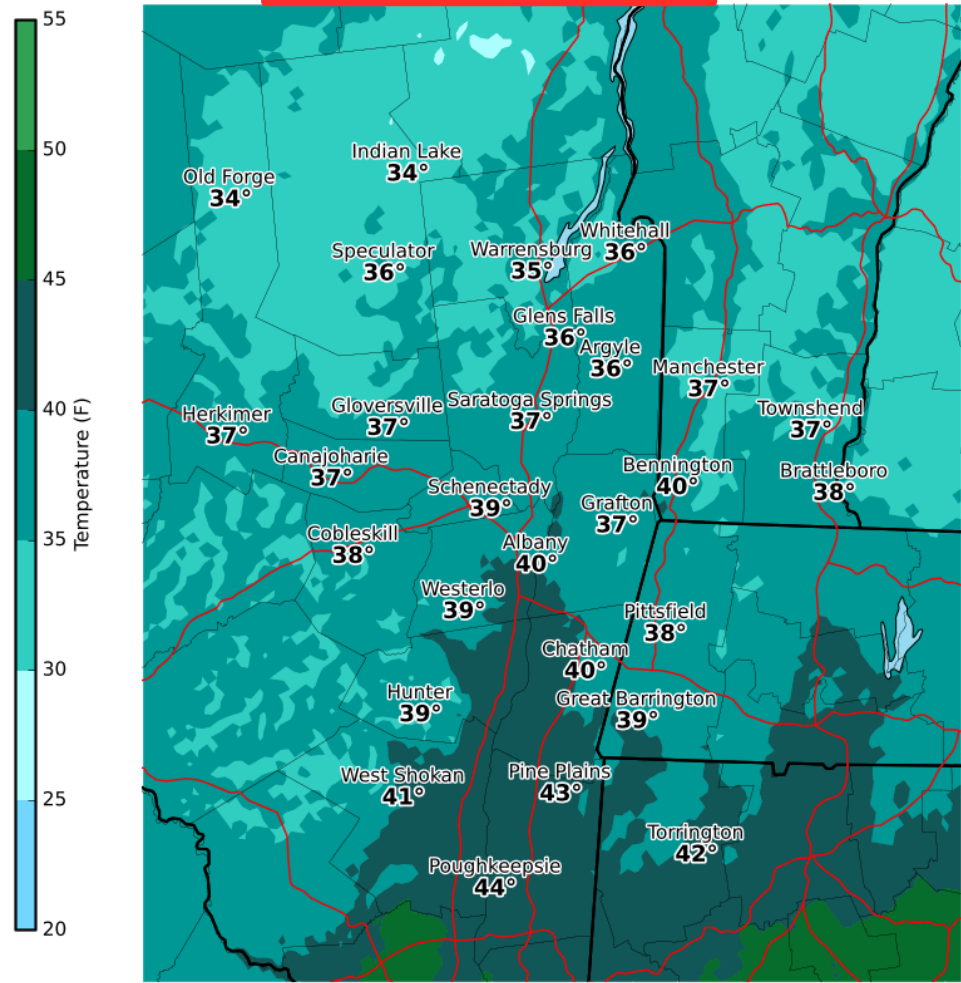 55
50
45
40
35
30
25
20
Temperature (F)
Indian Lake
34°
Old Forge
34°
Whitehall
36°
Speculator
36°
Warrensburg
35°
Glens Falls
36°
Argyle
36°
Manchester
37°
Saratoga Springs
37°
Gloversville
37°
Townshend
37°
Herkimer
37°
Canajoharie
37°
Bennington
40°
Brattleboro
38°
Schenectady
39°
Grafton
37°
Cobleskill
38°
Albany
40°
Westerlo
39°
Pittsfield
38°
Chatham
40°
Hunter
39°
Great Barrington
39°
West Shokan
41°
Pine Plains
43°
Torrington
42°
Poughkeepsie
44°